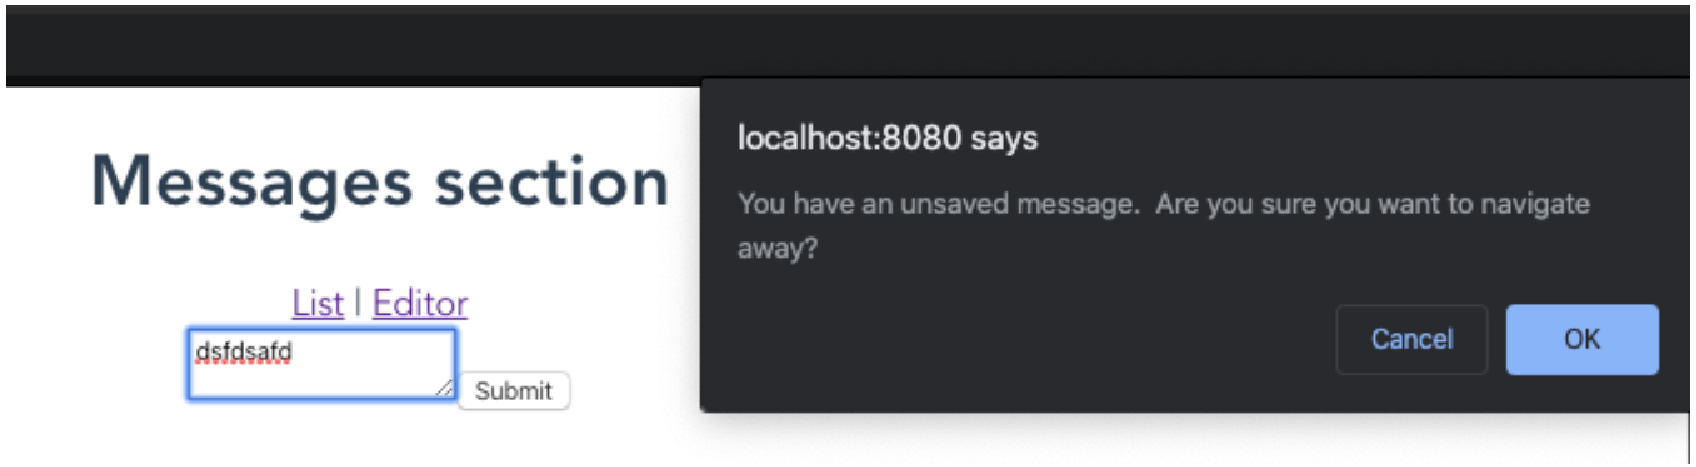 localhost:8080 says
You have an unsaved message.  Are you sure you want to navigate
away?
Cancel OK
Messages section
List | Editor
dsfdsafd
Submit